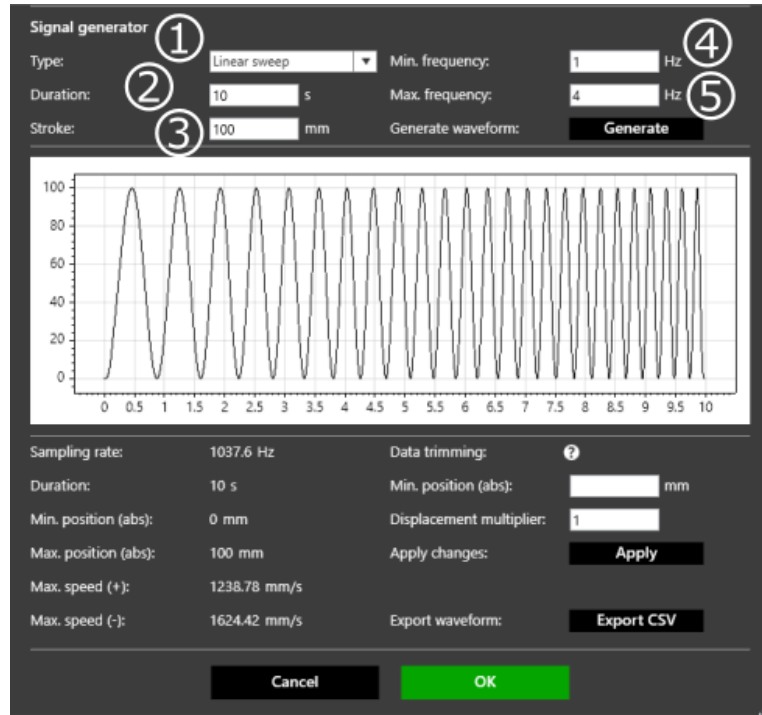 Signal generator ①
Type: Linear sweep Min. frequency: 1 Hz ④
Duration: ② 10 s Max. frequency: 4 Hz ⑤
Stroke: ③ 100 mm Generate waveform: Generate
100
80
60
40
20
0
0 0.5 1 1.5 2 2.5 3 3.5 4 4.5 5 5.5 6 6.5 7 7.5 8 8.5 9 9.5 10
Sampling rate: 1037.6 Hz Data trimming: ?
Duration: 10 s Min. position (abs): mm
Min. position (abs): 0 mm Displacement multiplier: 1
Max. position (abs): 100 mm Apply changes: Apply
Max. speed (+): 1238.78 mm/s
Max. speed (-): 1624.42 mm/s Export waveform: Export CSV
Cancel OK